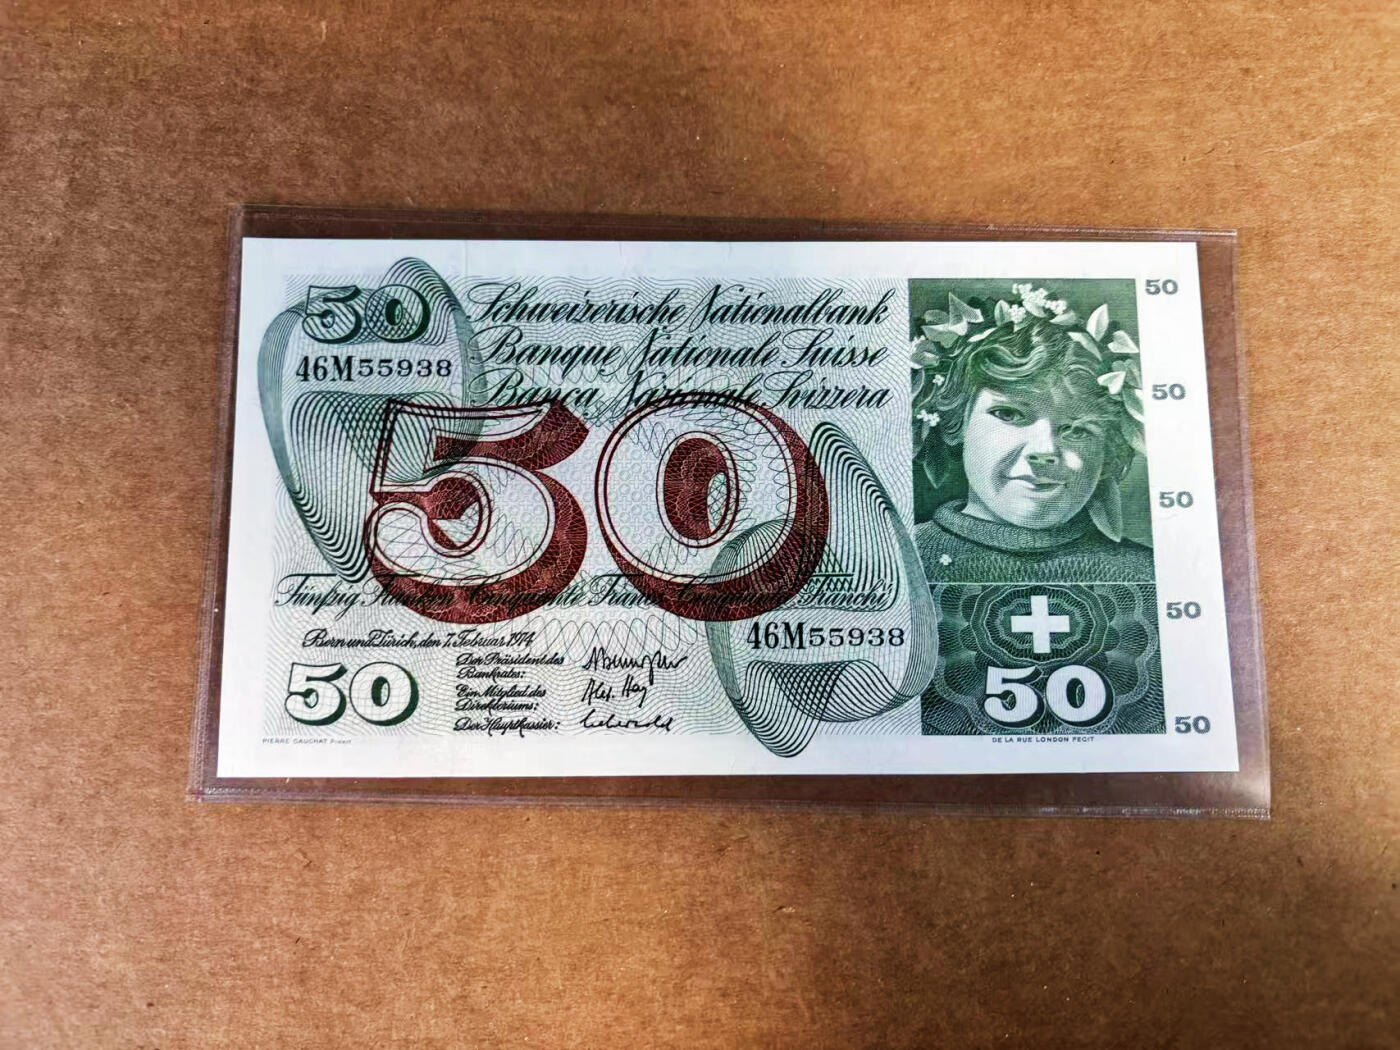 50
46M55938
Schweizerische Nationalbank
Banque Nationale Suisse
Banca Nazionale Svizzera
50
Fünfzig Franken Cinquante Francs Cinquanta Franchi
Bern und Zürich, den 7. Februar 1974
Der Präsident des
Bankrates:
Ein Mitglied des
Direktoriums:
Der Hauptkassier:
50
PIERRE GAUCHAT Pinxit
46M55938
50
DE LA RUE LONDON FECIT
50
50
50
50
50